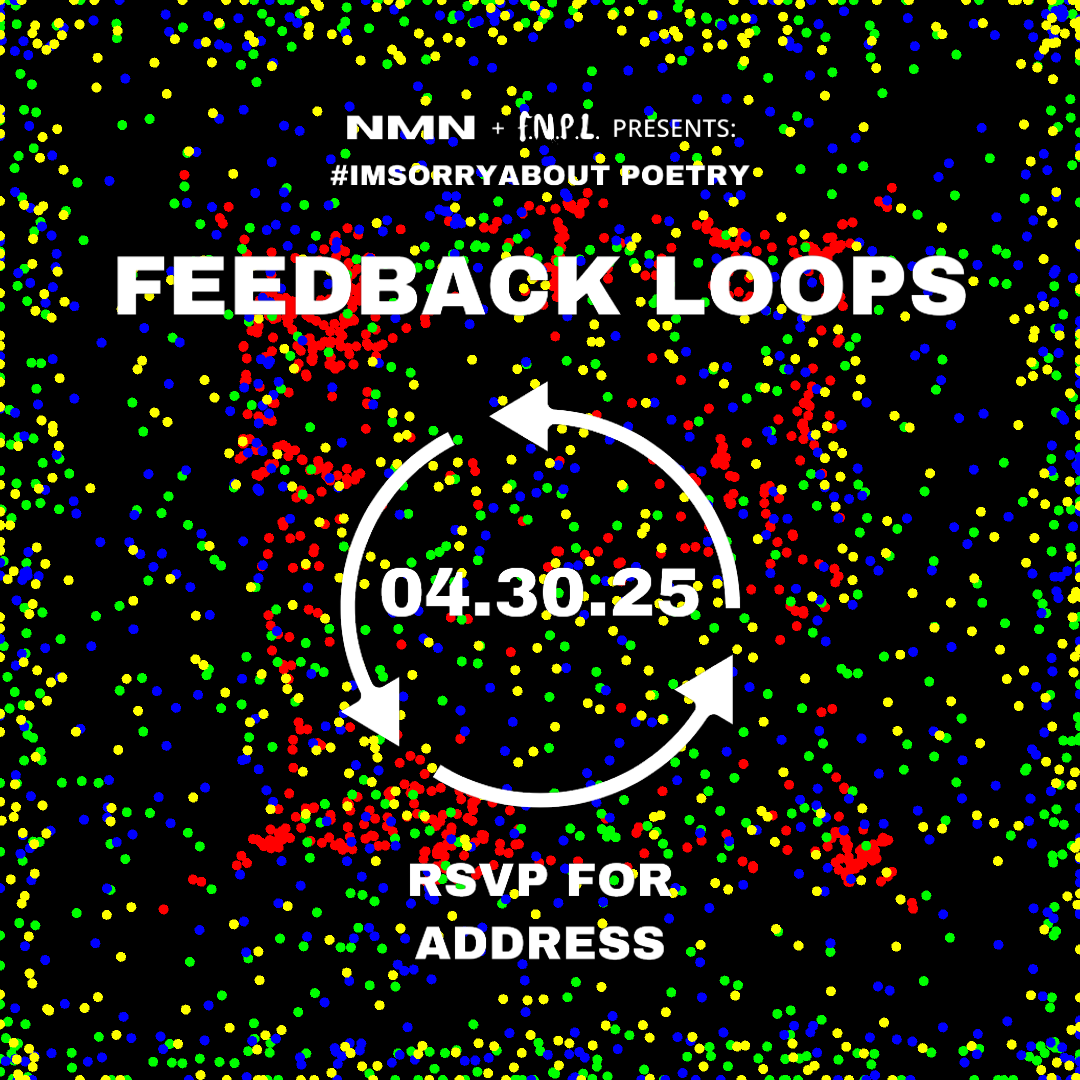 NMN + F.N.P.L. PRESENTS:
#IMSORRYABOUT POETRY
FEEDBACK LOOPS
04.30.25
RSVP FOR
ADDRESS